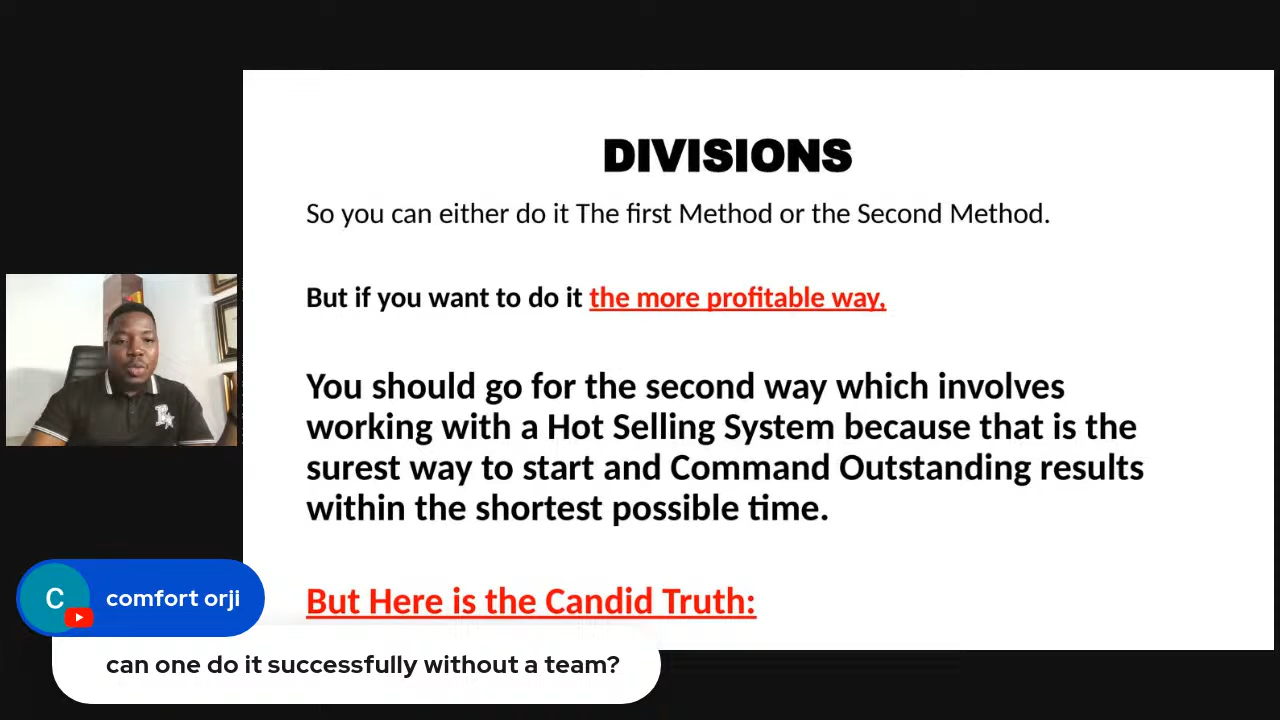 DIVISIONS
So you can either do it The first Method or the Second Method.
But if you want to do it the more profitable way,
You should go for the second way which involves
working with a Hot Selling System because that is the
surest way to start and Command Outstanding results
within the shortest possible time.
But Here is the Candid Truth:
C
comfort orji
can one do it successfully without a team?